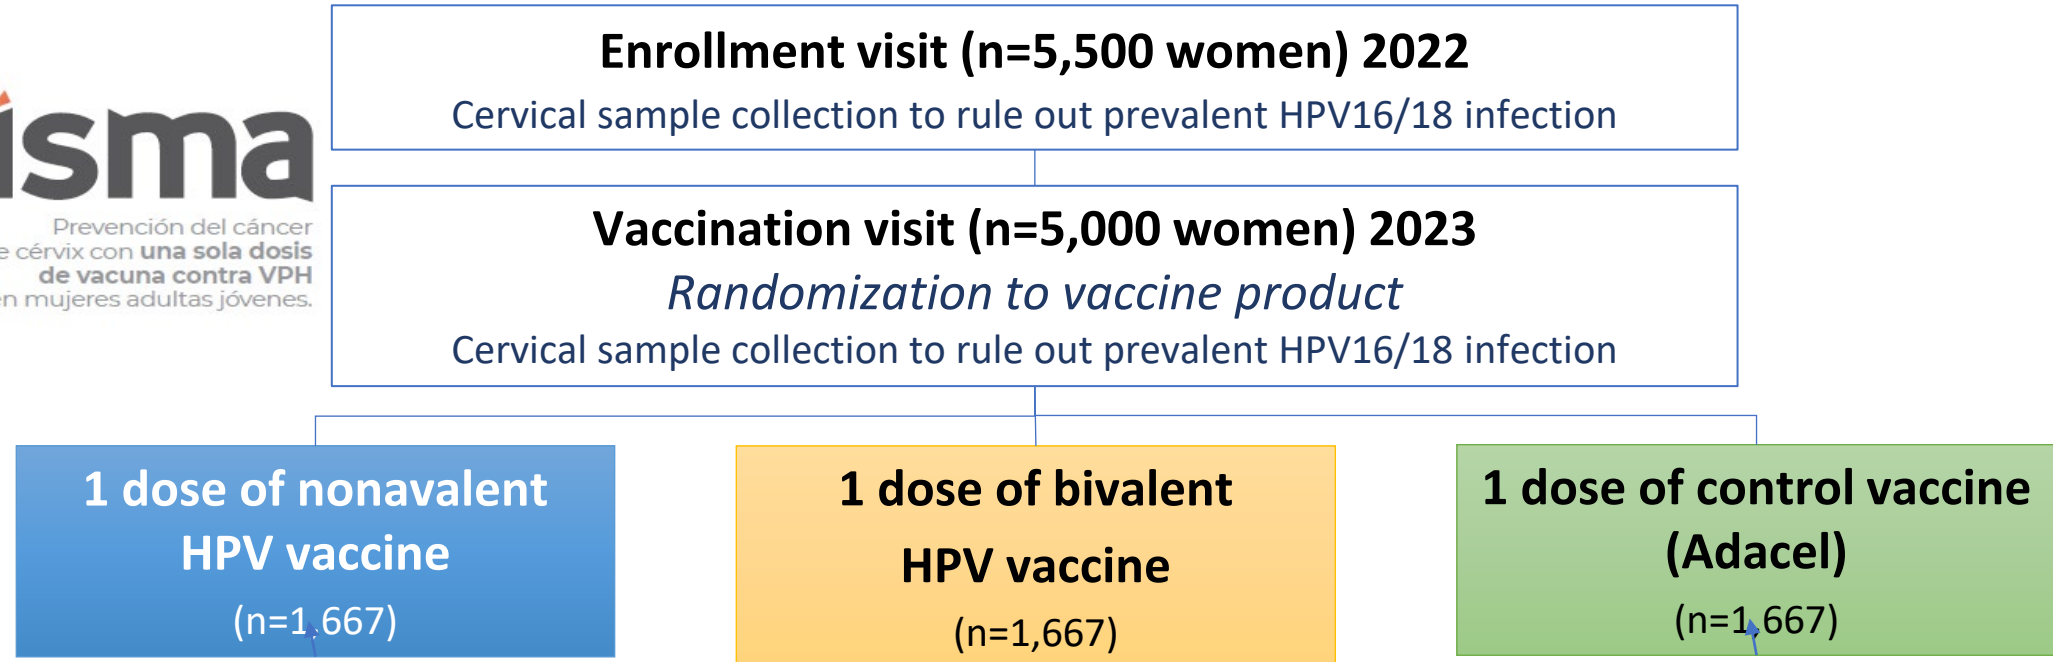 Enrollment visit (n=5,500 women) 2022
Cervical sample collection to rule out prevalent HPV16/18 infection
ísma
Prevención del cáncer
e cérvix con una sola dosis
de vacuna contra VPH
en mujeres adultas jóvenes.
Vaccination visit (n=5,000 women) 2023
Randomization to vaccine product
Cervical sample collection to rule out prevalent HPV16/18 infection
1 dose of nonavalent
HPV vaccine
(n=1,667)
1 dose of bivalent
HPV vaccine
(n=1,667)
1 dose of control vaccine
(Adacel)
(n=1,667)